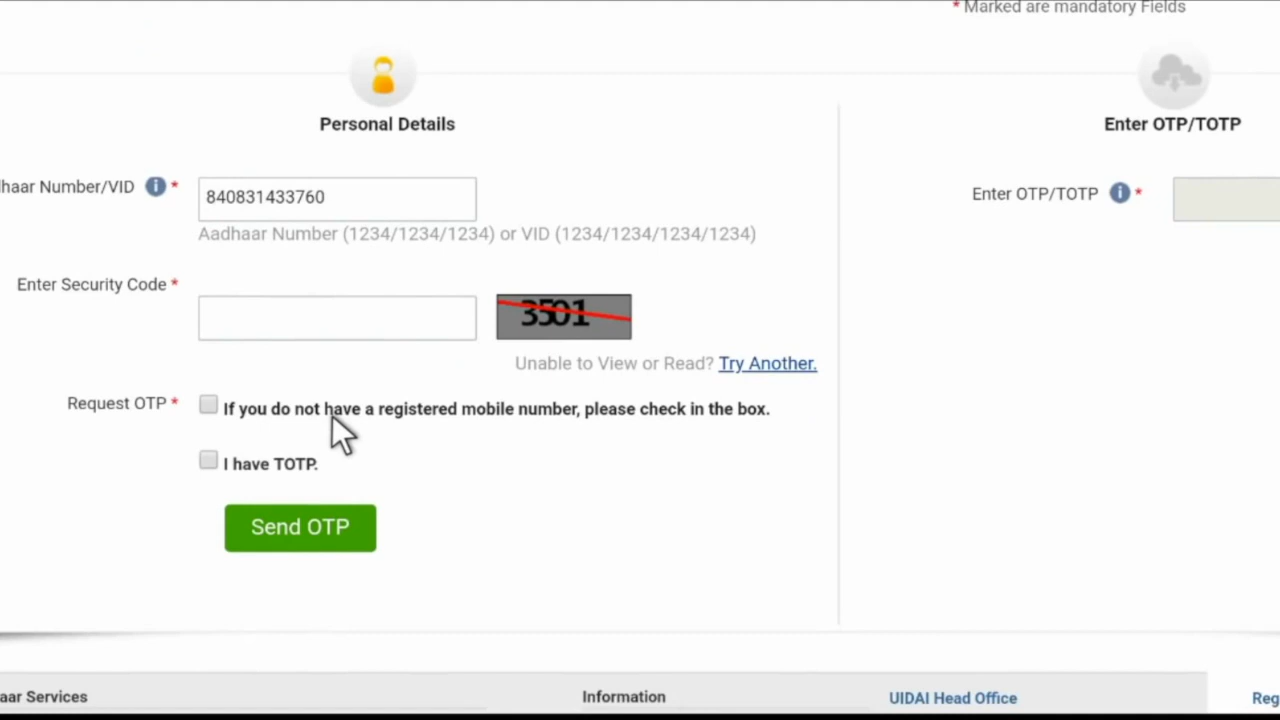 * Marked are mandatory Fields
Personal Details
Enter OTP/TOTP
haar Number/VID i *
840831433760
Enter OTP/TOTP i *
Aadhaar Number (1234/1234/1234) or VID (1234/1234/1234/1234)
Enter Security Code *
3501
Unable to View or Read? Try Another.
Request OTP *
If you do not have a registered mobile number, please check in the box.
I have TOTP.
Send OTP
aar Services
Information
UIDAI Head Office
Reg